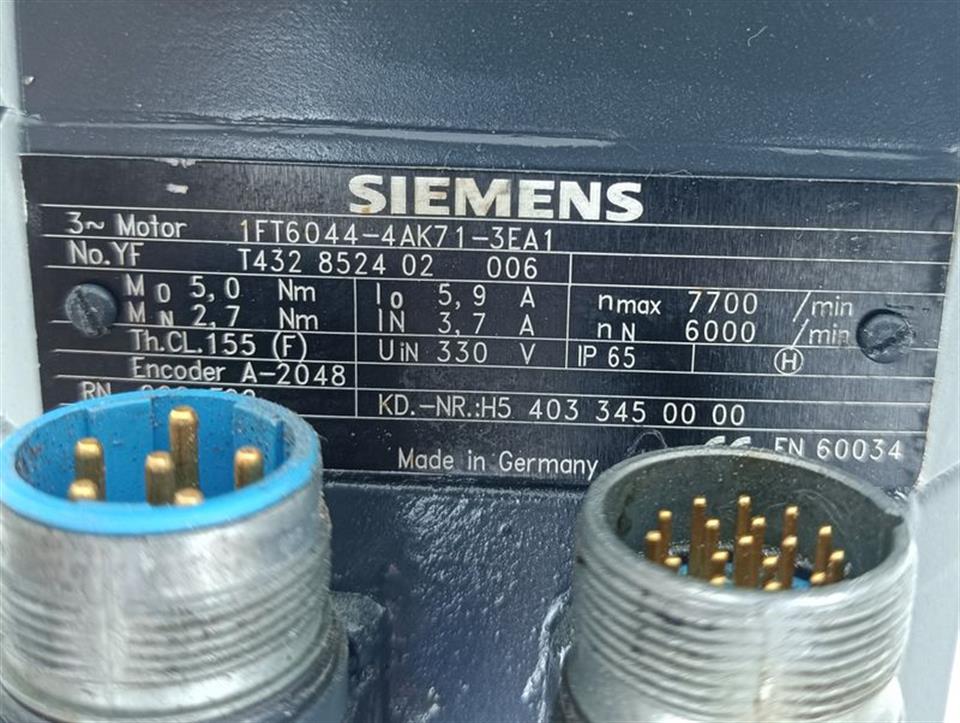 SIEMENS
3~ Motor 1FT6044-4AK71-3EA1
No.YF T432 8524 02 006
M0 5,0 Nm I0 5,9 A nmax 7700 /min
MN 2,7 Nm IN 3,7 A nN 6000 /min
Th.CL.155 (F) UiN 330 V IP 65 H
Encoder A-2048
RN
KD.-NR.:H5 403 345 00 00
Made in Germany CE EN 60034